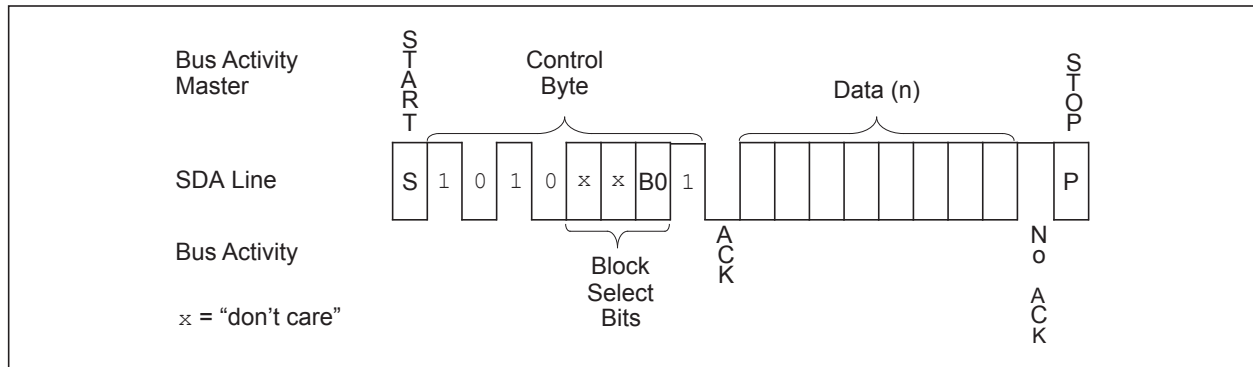 Bus Activity
Master
START
Control
Byte
Data (n)
STOP
SDA Line
S 1 0 1 0 x x B0 1 P
Bus Activity
ACK
No ACK
Block
Select
Bits
x = “don’t care”